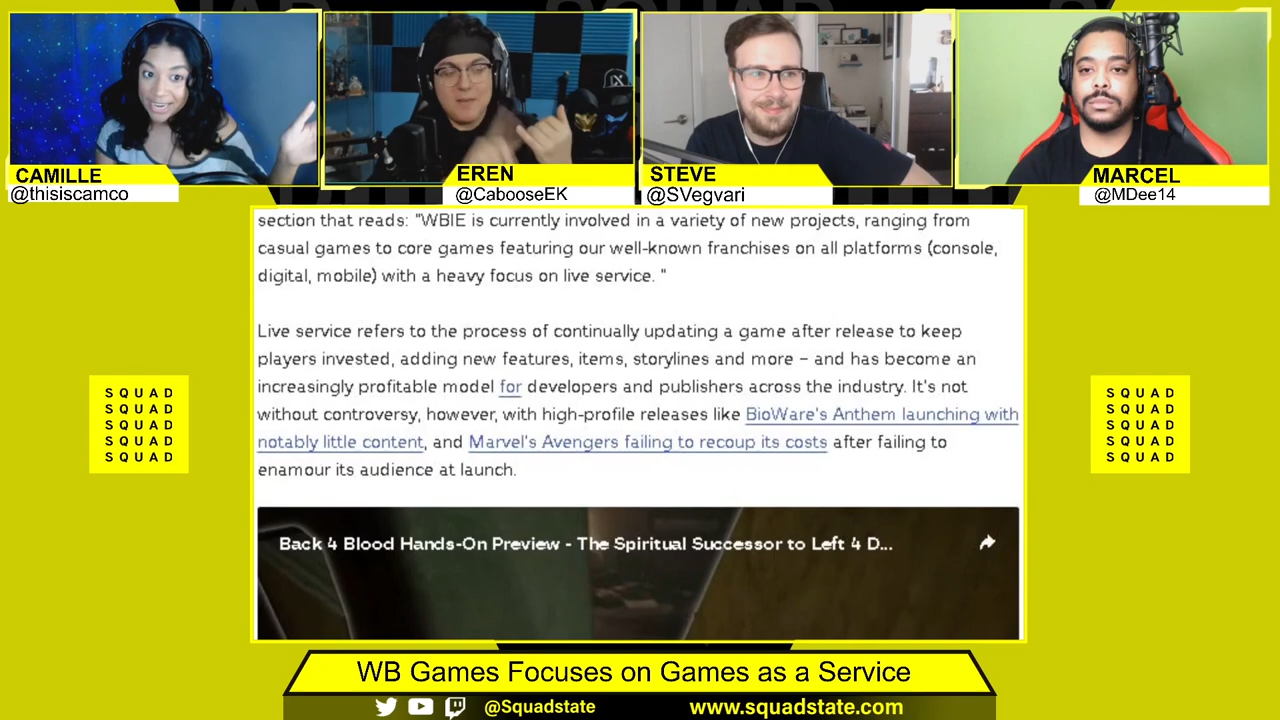 CAMILLE
@thisiscamco
EREN
@CabooseEK
STEVE
@SVegvari
MARCEL
@MDee14
section that reads: "WBIE is currently involved in a variety of new projects, ranging from
casual games to core games featuring our well-known franchises on all platforms (console,
digital, mobile) with a heavy focus on live service. "
Live service refers to the process of continually updating a game after release to keep
players invested, adding new features, items, storylines and more – and has become an
increasingly profitable model for developers and publishers across the industry. It's not
without controversy, however, with high-profile releases like BioWare's Anthem launching with
notably little content, and Marvel's Avengers failing to recoup its costs after failing to
enamour its audience at launch.
Back 4 Blood Hands-On Preview - The Spiritual Successor to Left 4 D...
SQUAD
SQUAD
SQUAD
SQUAD
SQUAD
SQUAD
SQUAD
SQUAD
SQUAD
SQUAD
WB Games Focuses on Games as a Service
@Squadstate www.squadstate.com